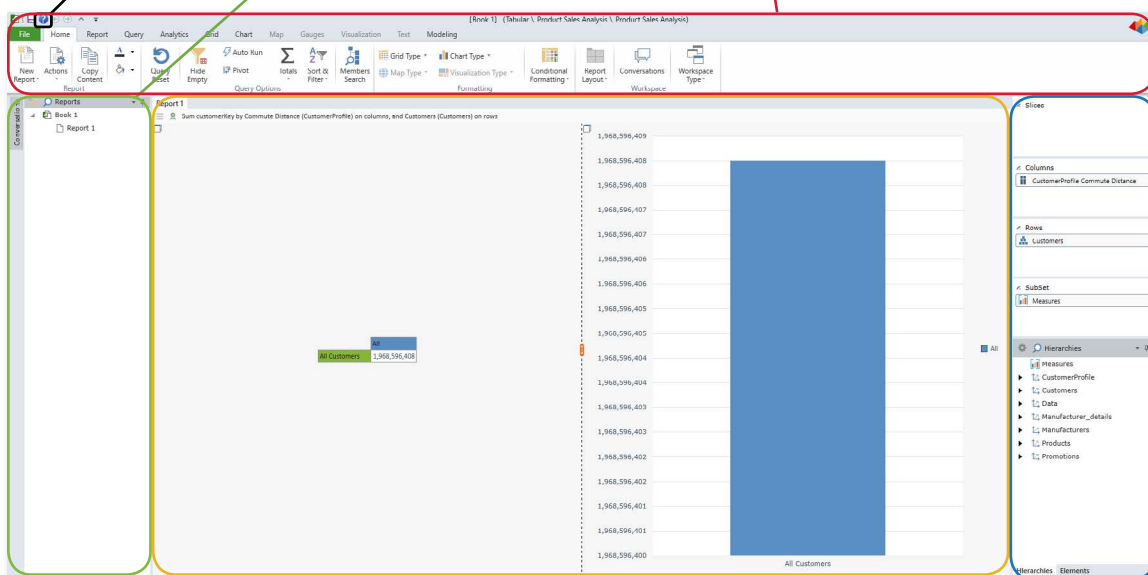 [Book 1] (Tabular \ Product Sales Analysis \ Product Sales Analysis)
File Home Report Query Analytics Grid Chart Map Gauges Visualization Text Modeling
New Report
Actions
Copy Content
A
Query Reset
Hide Empty
Auto Run
Pivot
Totals
Sort & Filter
Members Search
Grid Type
Map Type
Chart Type
Visualization Type
Conditional Formatting
Report Layout
Conversations
Workspace Type
Report Query Options Formatting Workspace
Reports
Book 1
Report 1
Report 1
Sum customerKey by Commute Distance (CustomerProfile) on columns, and Customers (Customers) on rows
All
All Customers 1,968,596,408
1,968,596,409
1,968,596,408
1,968,596,408
1,968,596,407
1,968,596,407
1,968,596,406
1,968,596,406
1,968,596,405
1,968,596,405
1,968,596,404
1,968,596,404
1,968,596,403
1,968,596,403
1,968,596,402
1,968,596,402
1,968,596,401
1,968,596,401
1,968,596,400
All Customers
All
Slices
Columns
CustomerProfile Commute Distance
Rows
Customers
SubSet
Measures
Hierarchies
Measures
CustomerProfile
Customers
Data
Manufacturer_details
Manufacturers
Products
Promotions
Hierarchies Elements